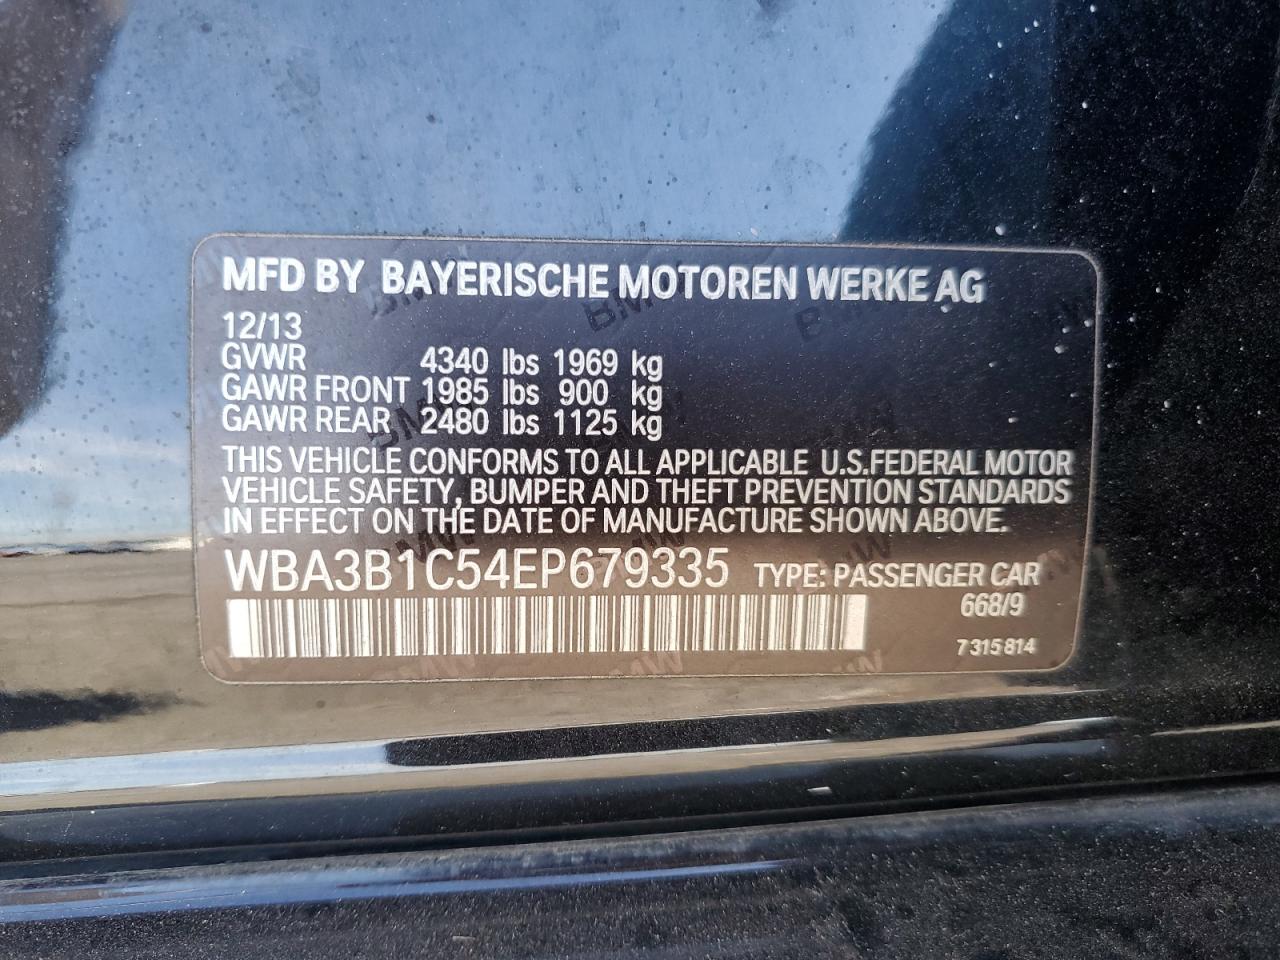 MFD BY BAYERISCHE MOTOREN WERKE AG
12/13
GVWR 4340 lbs 1969 kg
GAWR FRONT 1985 lbs 900 kg
GAWR REAR 2480 lbs 1125 kg
THIS VEHICLE CONFORMS TO ALL APPLICABLE U.S.FEDERAL MOTOR
VEHICLE SAFETY, BUMPER AND THEFT PREVENTION STANDARDS
IN EFFECT ON THE DATE OF MANUFACTURE SHOWN ABOVE.
WBA3B1C54EP679335 TYPE: PASSENGER CAR
668/9
7 315 814